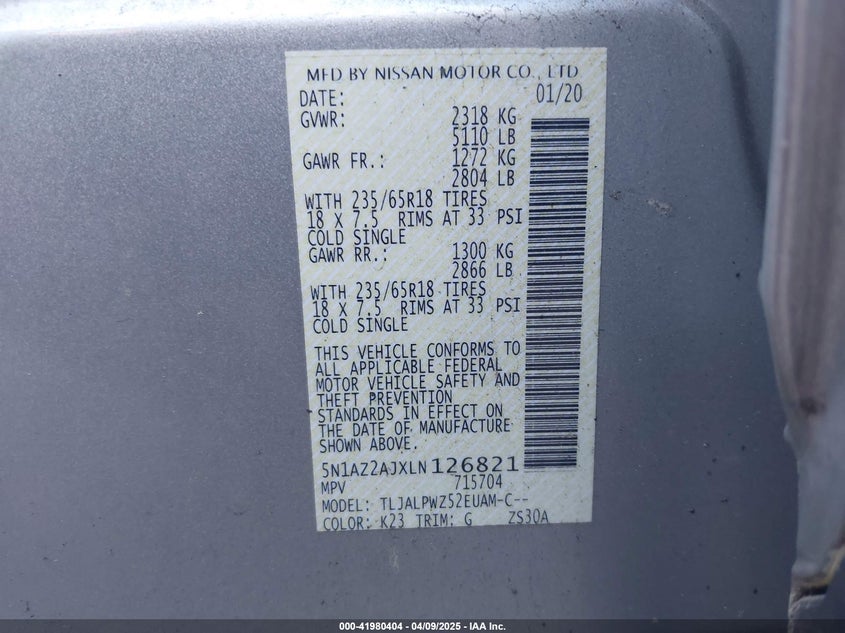 MFD BY NISSAN MOTOR CO., LTD
DATE: 01/20
GVWR: 2318 KG
5110 LB
GAWR FR.: 1272 KG
2804 LB
WITH 235/65R18 TIRES
18 X 7.5 RIMS AT 33 PSI
COLD SINGLE
GAWR RR.: 1300 KG
2866 LB
WITH 235/65R18 TIRES
18 X 7.5 RIMS AT 33 PSI
COLD SINGLE
THIS VEHICLE CONFORMS TO
ALL APPLICABLE FEDERAL
MOTOR VEHICLE SAFETY AND
THEFT PREVENTION
STANDARDS IN EFFECT ON
THE DATE OF MANUFACTURE
SHOWN ABOVE.
5N1AZ2AJXLN126821
MPV 715704
MODEL: TLJALPWZ52EUAM-C--
COLOR: K23 TRIM: G ZS30A
000-41980404 | 04/09/2025 - IAA Inc.